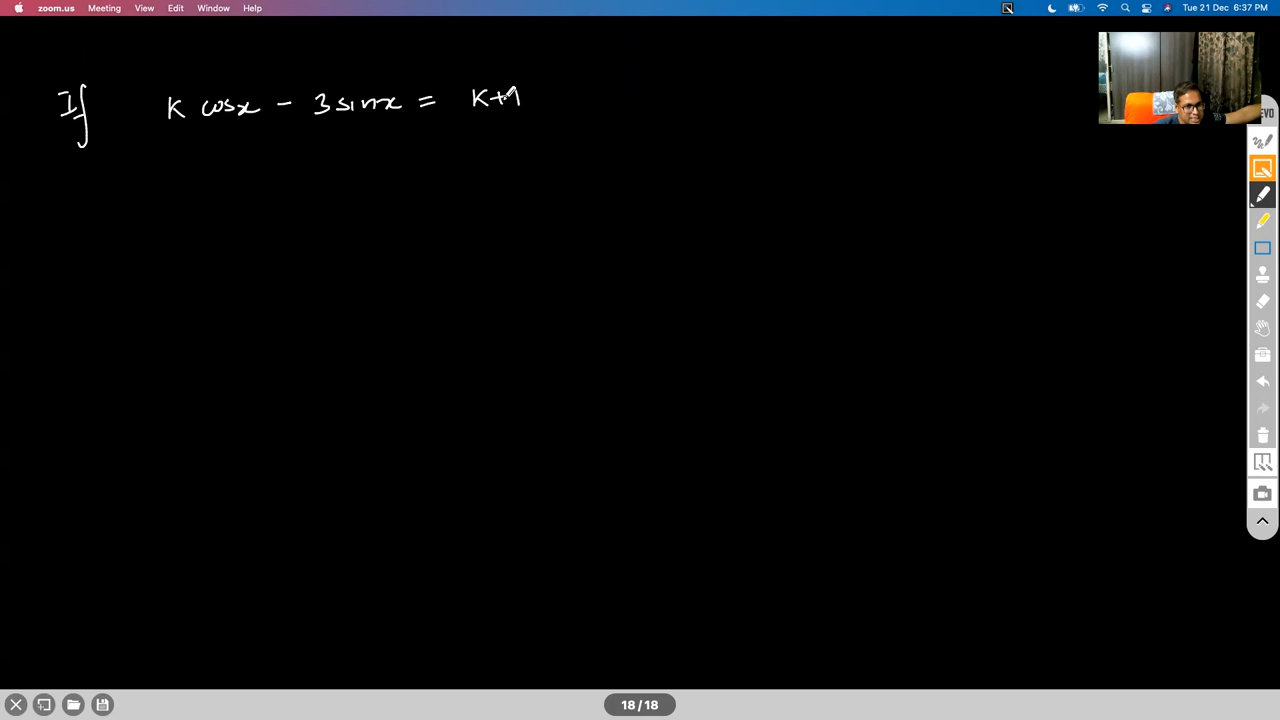 zoom.us Meeting View Edit Window Help Tue 21 Dec 6:37 PM
If K cosx - 3 sinx = K+1
18 / 18